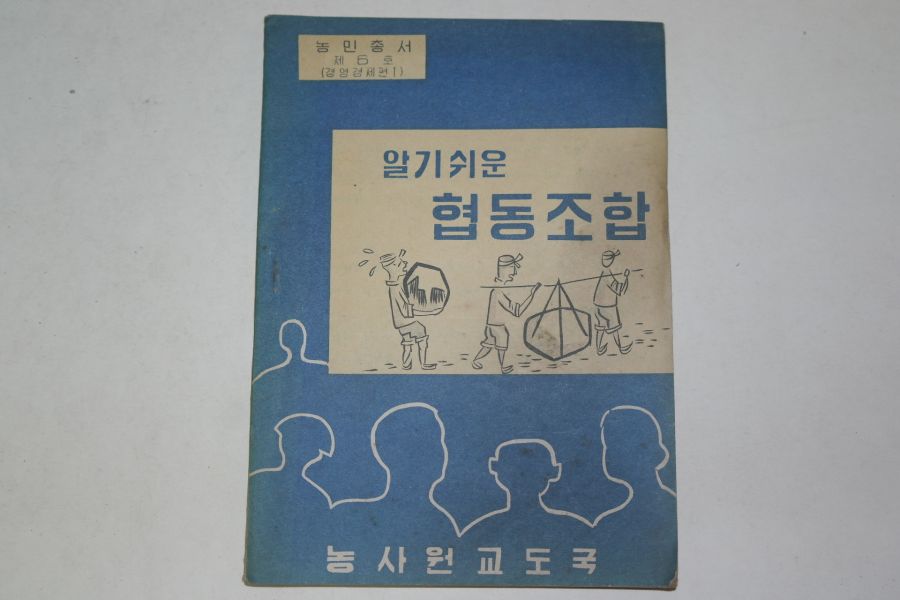 농민총서
제6호
(경영경제편1)
알기쉬운
협동조합
농사원교도국